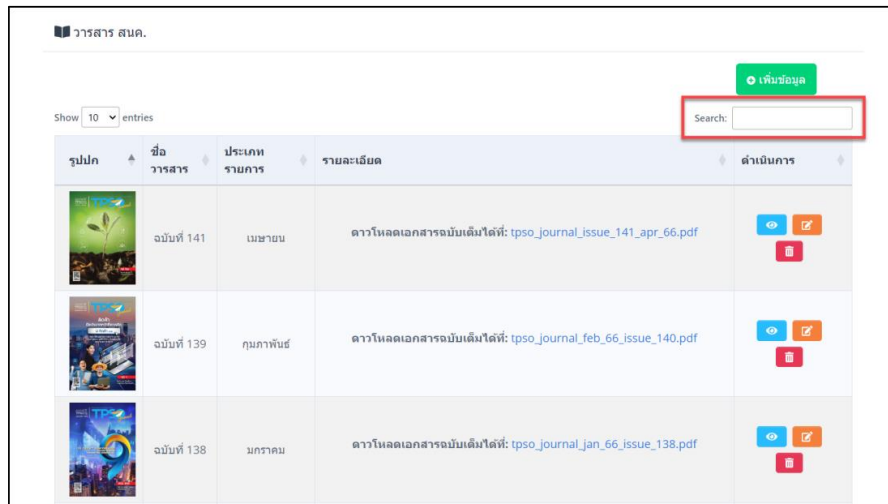 วารสาร สนค.
เพิ่มข้อมูล
Show 10 entries
Search:
รูปปก
ชื่อ
วารสาร
ประเภท
รายการ
รายละเอียด
ดำเนินการ
TPSO
ฉบับที่ 141
เมษายน
ดาวโหลดเอกสารฉบับเต็มได้ที่: tpso_journal_issue_141_apr_66.pdf
TPSO
ฉบับที่ 139
กุมภาพันธ์
ดาวโหลดเอกสารฉบับเต็มได้ที่: tpso_journal_feb_66_issue_140.pdf
TPSO
ฉบับที่ 138
มกราคม
ดาวโหลดเอกสารฉบับเต็มได้ที่: tpso_journal_jan_66_issue_138.pdf